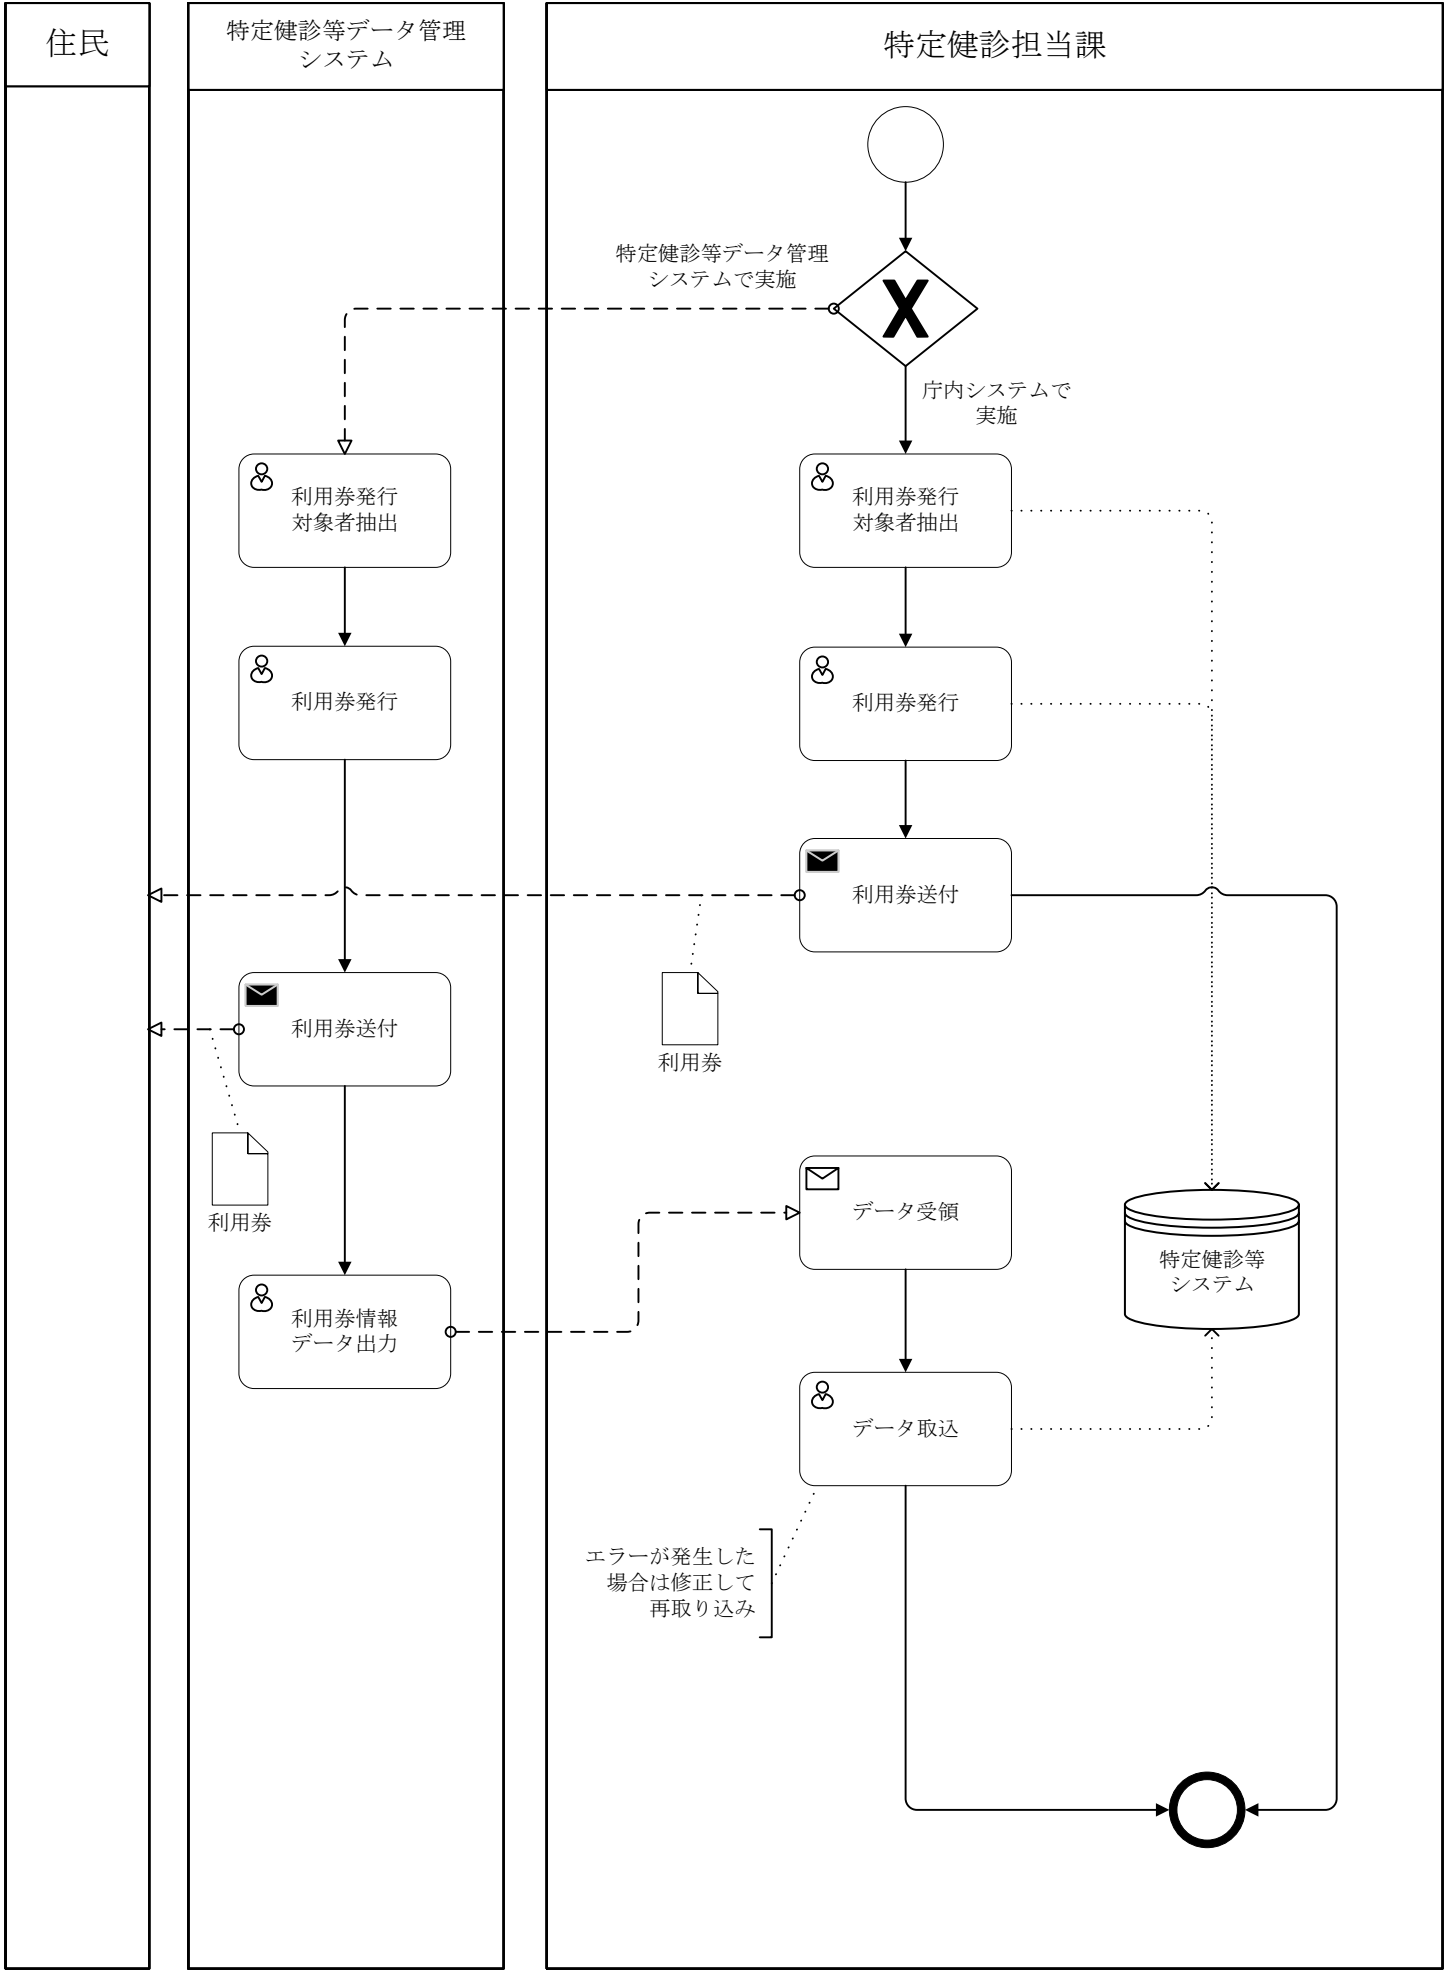 住民
特定健診等データ管理
システム
特定健診担当課
特定健診等データ管理
システムで実施
庁内システムで
実施
利用券発行
対象者抽出
利用券発行
対象者抽出
利用券発行
利用券発行
利用券送付
利用券送付
利用券
利用券
データ受領
特定健診等
システム
利用券情報
データ出力
データ取込
エラーが発生した
場合は修正して
再取り込み